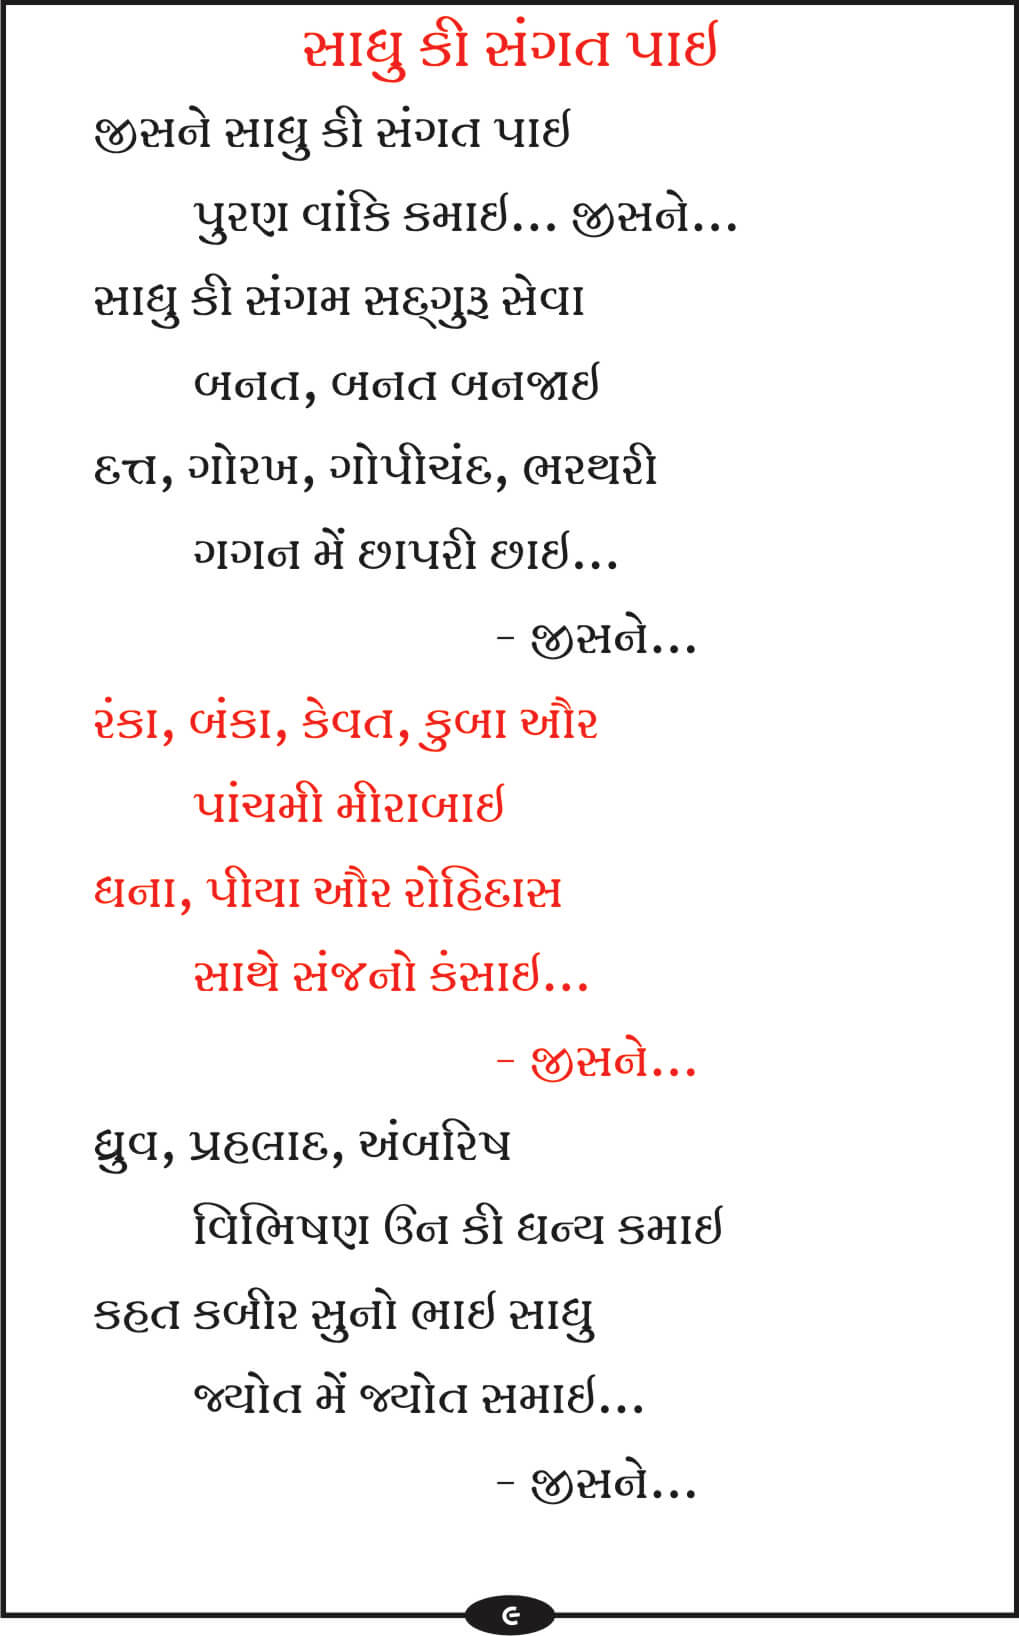 સાધુ કી સંગત પાઇ
જીસને સાધુ કી સંગત પાઇ
પુરણ વાંકિ કમાઇ... જીસને...
સાધુ કી સંગમ સદ્‌ગુરૂ સેવા
બનત, બનત બનજાઇ
દત્ત, ગોરખ, ગોપીચંદ, ભરથરી
ગગન મેં છાપરી છાઇ...
- જીસને...
રંકા, બંકા, કેવત, કુબા ઔર
પાંચમી મીરાબાઇ
ધના, પીયા ઔર રોહિદાસ
સાથે સંજનો કંસાઇ...
- જીસને...
ધ્રુવ, પ્રહલાદ, અંબરિષ
વિભિષણ ઉન કી ધન્ય કમાઇ
કહત કબીર સુનો ભાઇ સાધુ
જ્યોત મેં જ્યોત સમાઇ...
- જીસને...
૯